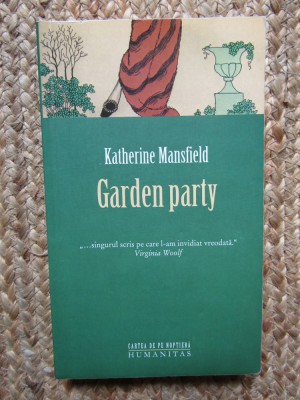 Katherine Mansfield
Garden party
„...singurul scris pe care l-am invidiat vreodată.”
Virginia Woolf
CARTEA DE PE NOPTIERĂ
HUMANITAS